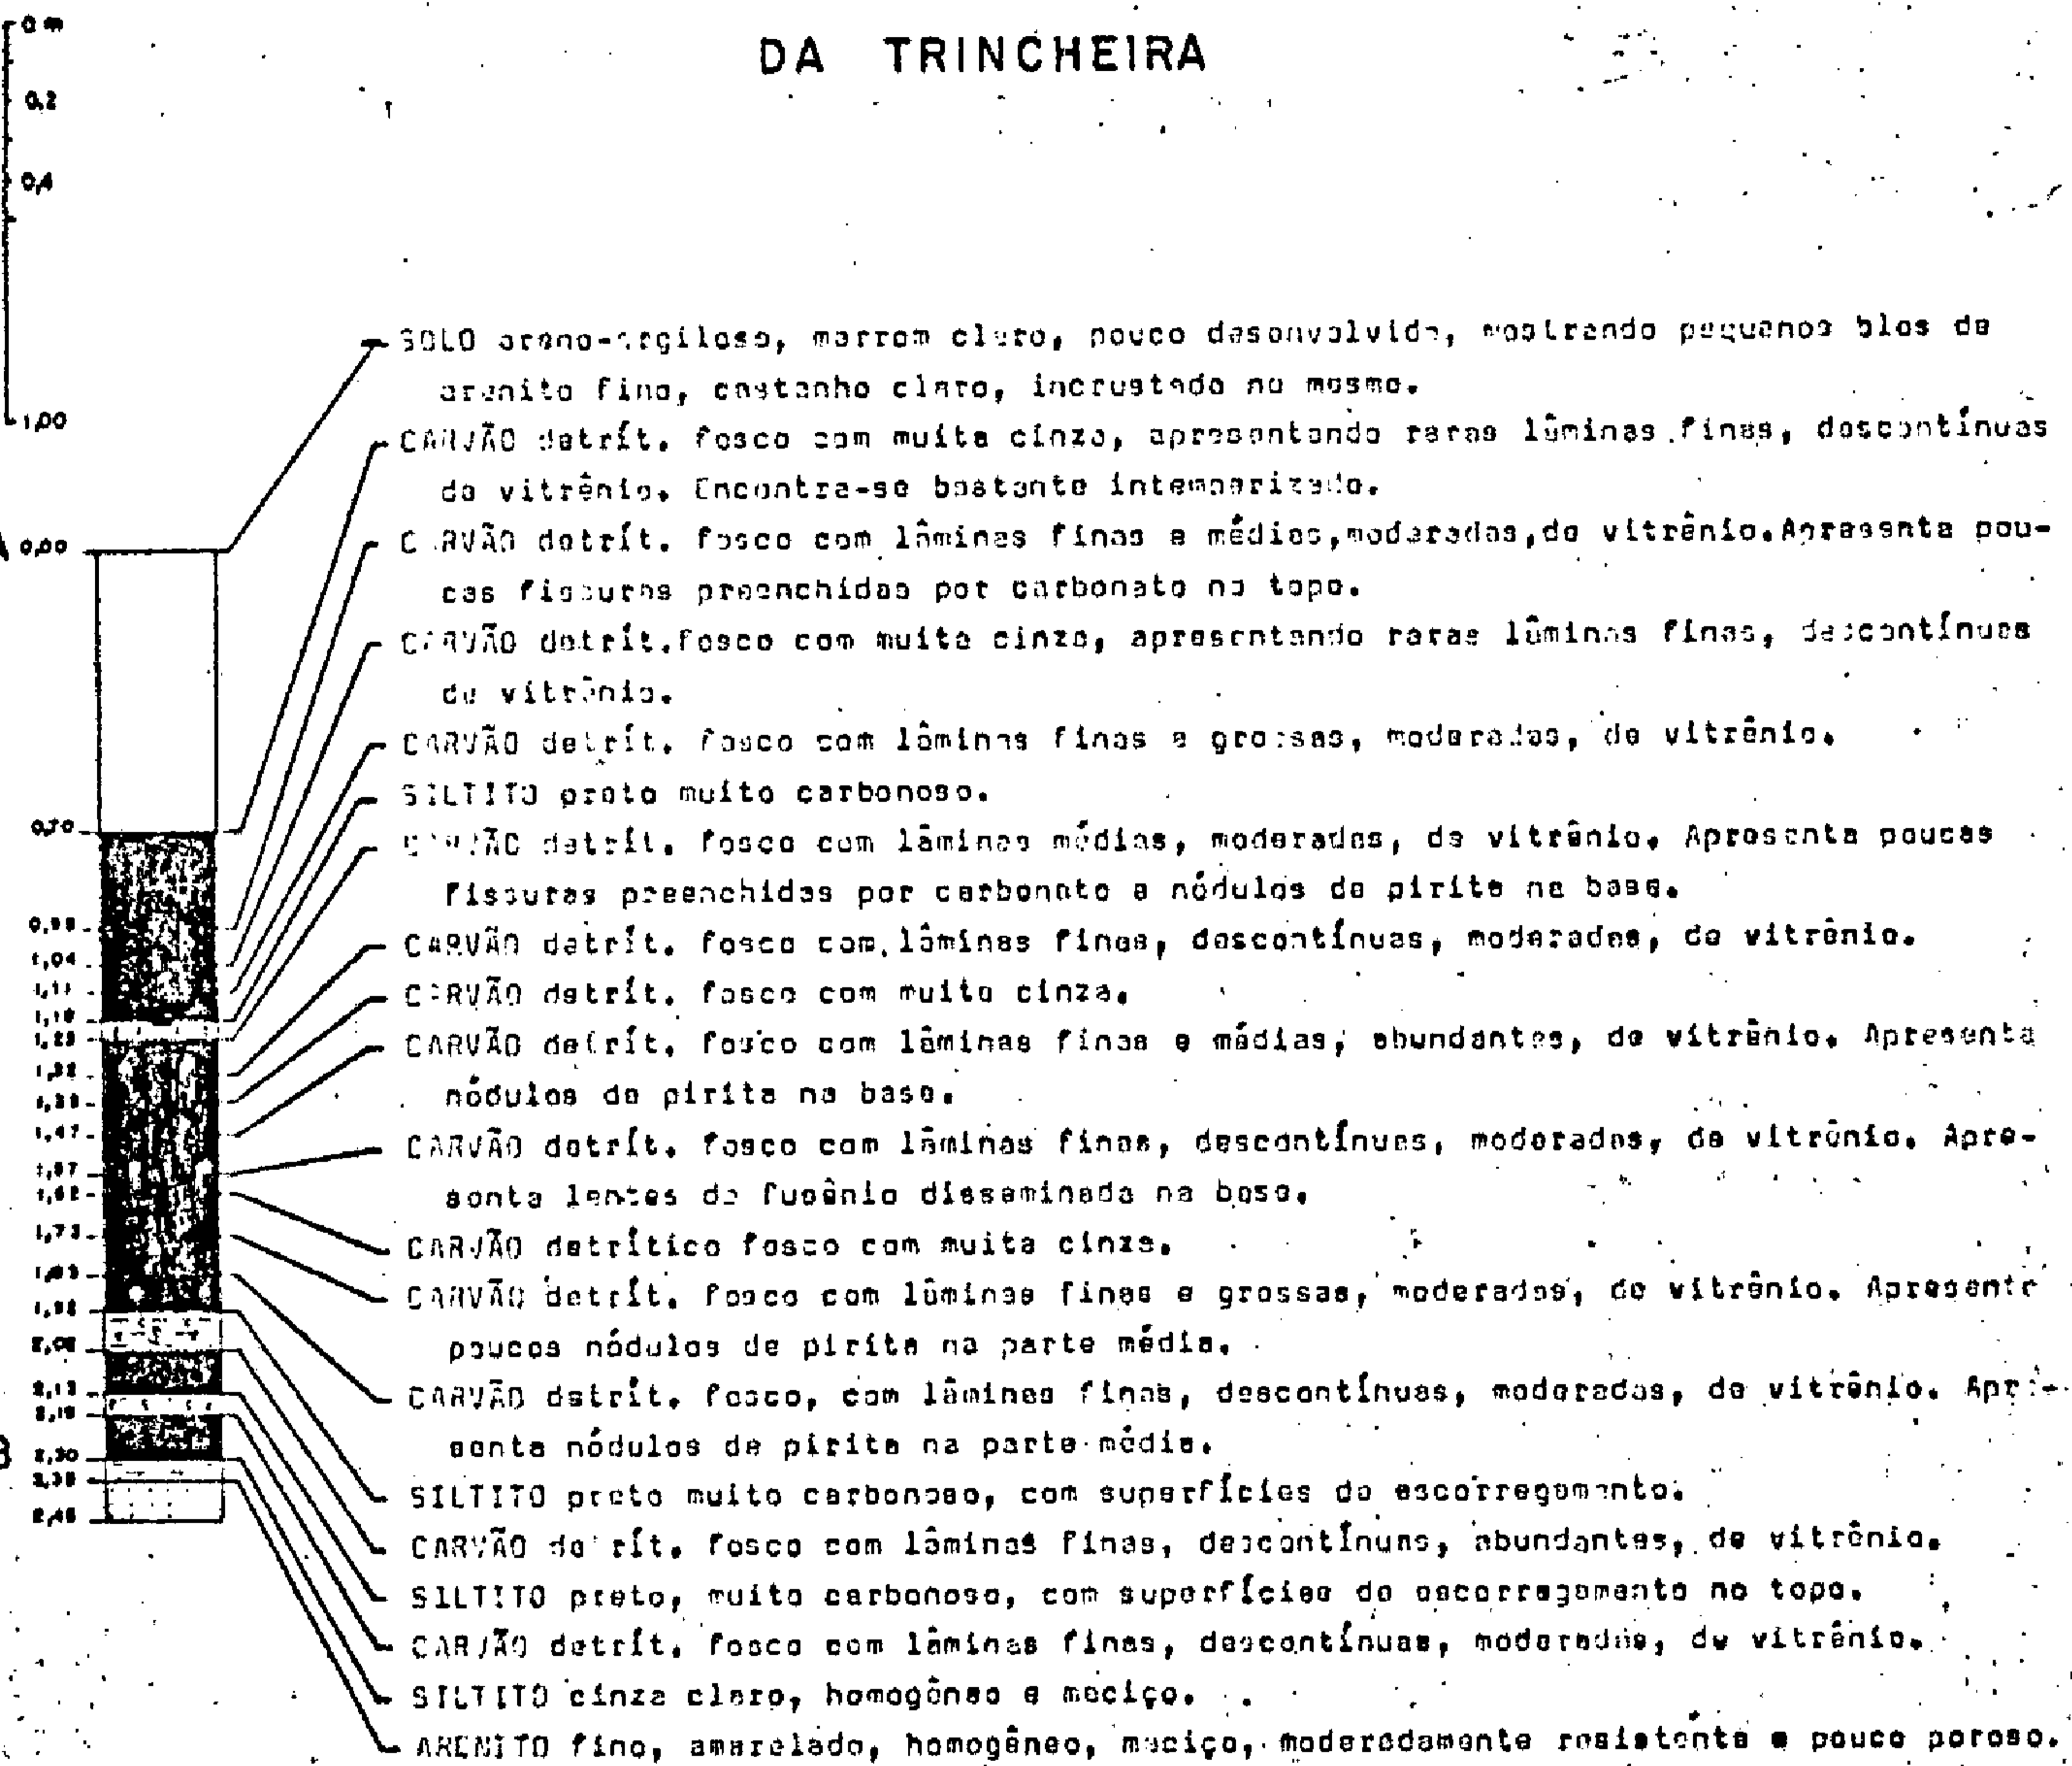 DA TRINCHEIRA
0 m
0,2
0,4
1,00
SOLO areno-argiloso, marrom claro, pouco desenvolvido, mostrando pequenos blos de
arenito fino, castanho claro, incrustado no mesmo.
CARVÃO detrít. fosco com muita cinza, apresentando raras lâminas finas, descontínuas
de vitrênio. Encontra-se bastante intemperizado.
CARVÃO detrít. fosco com lâminas finas e médias, moderadas, de vitrênio. Apresenta pou-
cas fissuras preenchidas por carbonato no topo.
CARVÃO detrít. fosco com muita cinza, apresentando raras lâminas finas, descontínuas
de vitrênio.
CARVÃO detrít. fosco com lâminas finas e grossas, moderadas, de vitrênio.
SILTITO preto muito carbonoso.
CARVÃO detrít. fosco com lâminas médias, moderadas, de vitrênio. Apresenta poucas
fissuras preenchidas por carbonato e nódulos de pirita na base.
CARVÃO detrít. fosco com lâminas finas, descontínuas, moderadas, de vitrênio.
CARVÃO detrít. fosco com muita cinza.
CARVÃO detrít. fosco com lâminas finas e médias, abundantes, de vitrênio. Apresenta
nódulos de pirita na base.
CARVÃO detrít. fosco com lâminas finas, descontínuas, moderadas, de vitrênio. Apre-
senta lentes de fusênio disseminada na base.
CARVÃO detrítico fosco com muita cinza.
CARVÃO detrít. fosco com lâminas finas e grossas, moderadas, de vitrênio. Apresenta
poucos nódulos de pirita na parte média.
CARVÃO detrít. fosco, com lâminas finas, descontínuas, moderadas, de vitrênio. Apre-
senta nódulos de pirita na parte média.
SILTITO preto muito carbonoso, com superfícies de escorregamento.
CARVÃO detrít. fosco com lâminas finas, descontínuas, abundantes, de vitrênio.
SILTITO preto, muito carbonoso, com superfícies de escorregamento no topo.
CARVÃO detrít. fosco com lâminas finas, descontínuas, moderadas, de vitrênio.
SILTITO cinza claro, homogêneo e maciço.
ARENITO fino, amarelado, homogêneo, maciço, moderadamente resistente e pouco poroso.
0,00
0,70
1,04
1,47
1,73
2,30